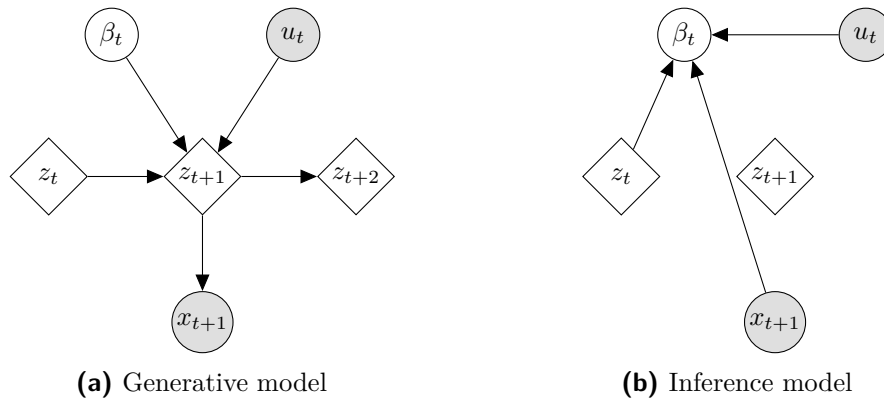 β_t u_t β_t u_t
z_t z_{t+1} z_{t+2} z_t z_{t+1}
x_{t+1} x_{t+1}
(a) Generative model (b) Inference model